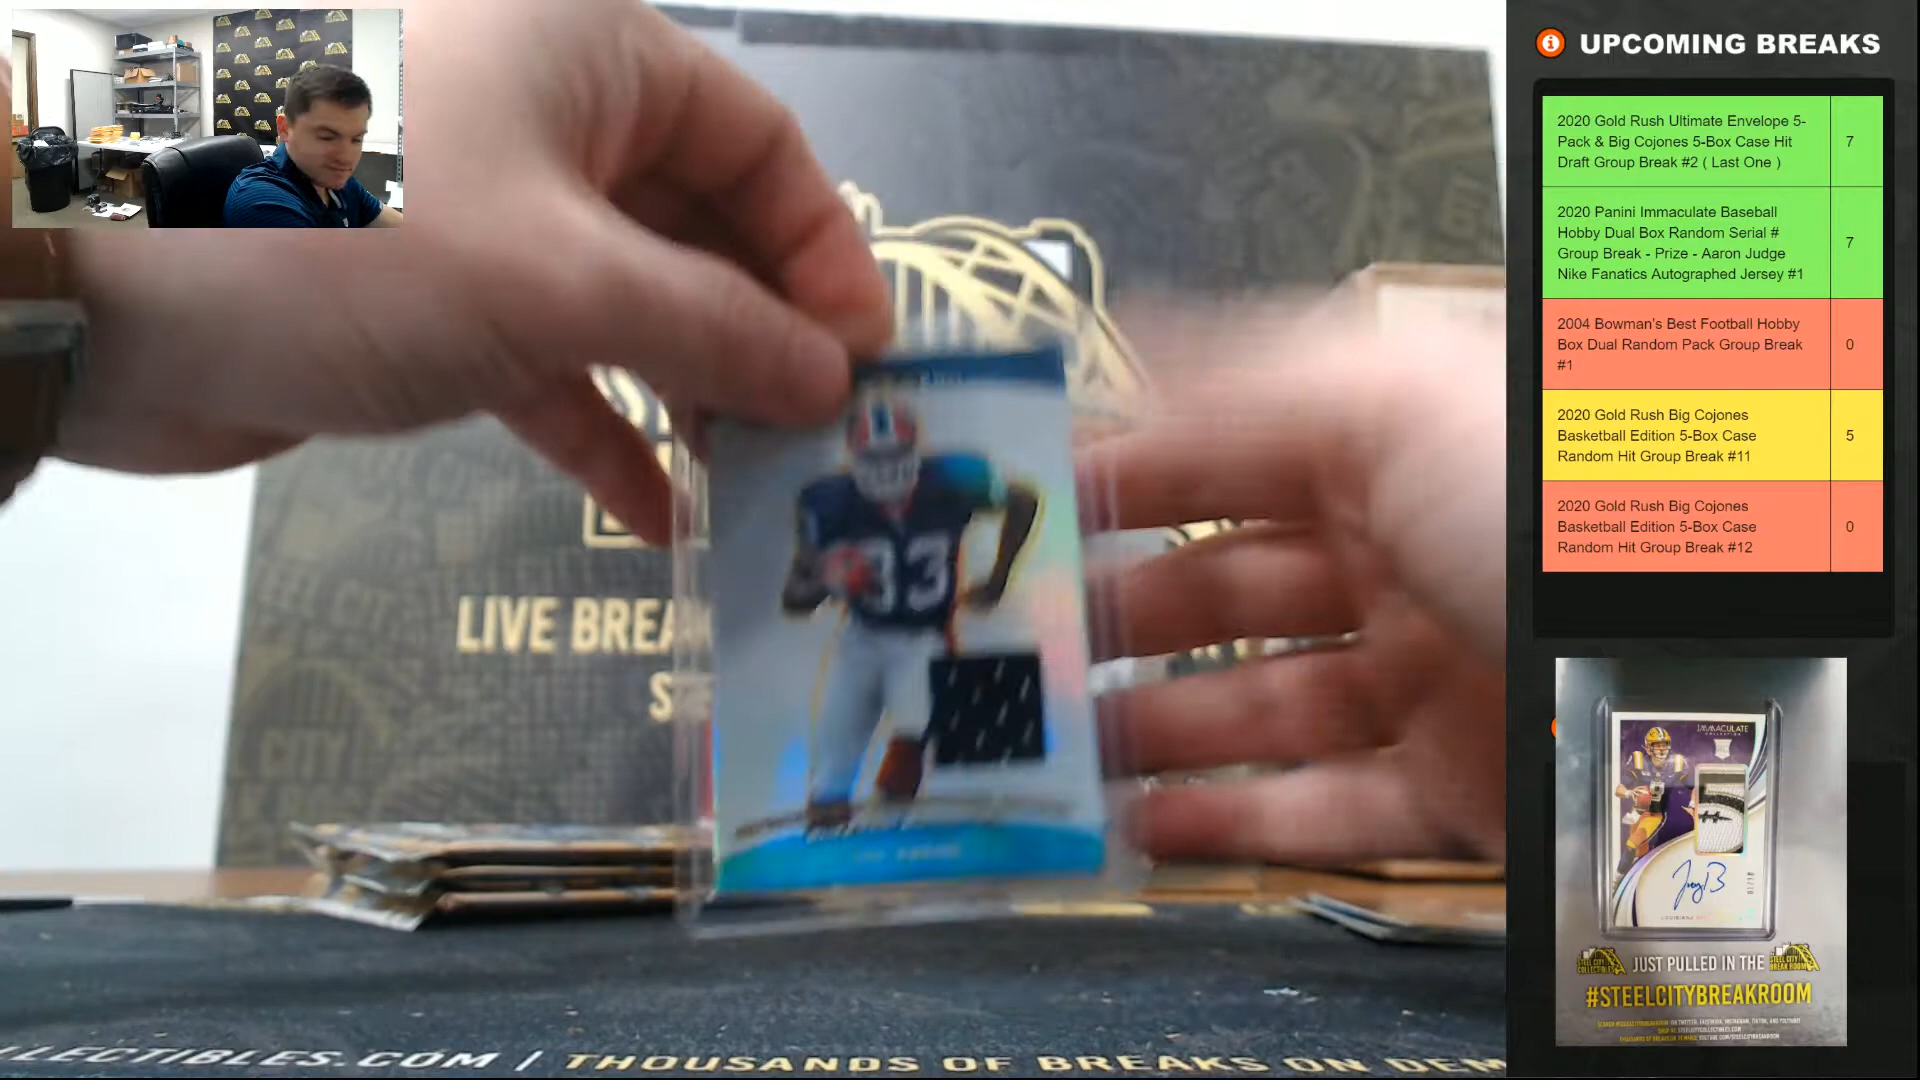 UPCOMING BREAKS
2020 Gold Rush Ultimate Envelope 5-
Pack & Big Cojones 5-Box Case Hit
Draft Group Break #2 ( Last One )
7
2020 Panini Immaculate Baseball
Hobby Dual Box Random Serial #
Group Break - Prize - Aaron Judge
Nike Fanatics Autographed Jersey #1
7
2004 Bowman's Best Football Hobby
Box Dual Random Pack Group Break
#1
0
2020 Gold Rush Big Cojones
Basketball Edition 5-Box Case
Random Hit Group Break #11
5
2020 Gold Rush Big Cojones
Basketball Edition 5-Box Case
Random Hit Group Break #12
0
33
LIVE BREA
IMMACULATE
COLLECTION
JUST PULLED IN THE
#STEELCITYBREAKROOM
LLECTIBLES.COM | THOUSANDS OF BREAKS ON DEM